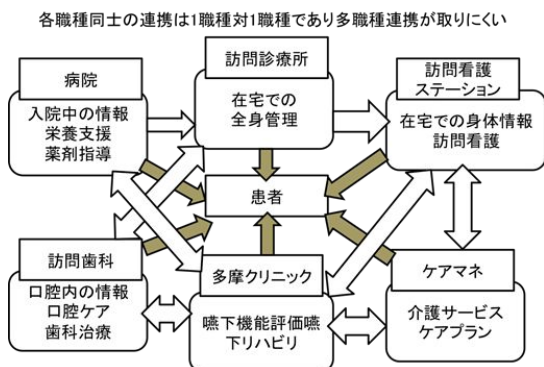 各職種同士の連携は1職種対1職種であり多職種連携が取りにくい
病院
入院中の情報
栄養支援
薬剤指導
訪問診療所
在宅での
全身管理
訪問看護
ステーション
在宅での身体情報
訪問看護
患者
訪問歯科
口腔内の情報
口腔ケア
歯科治療
多摩クリニック
嚥下機能評価嚥
下リハビリ
ケアマネ
介護サービス
ケアプラン